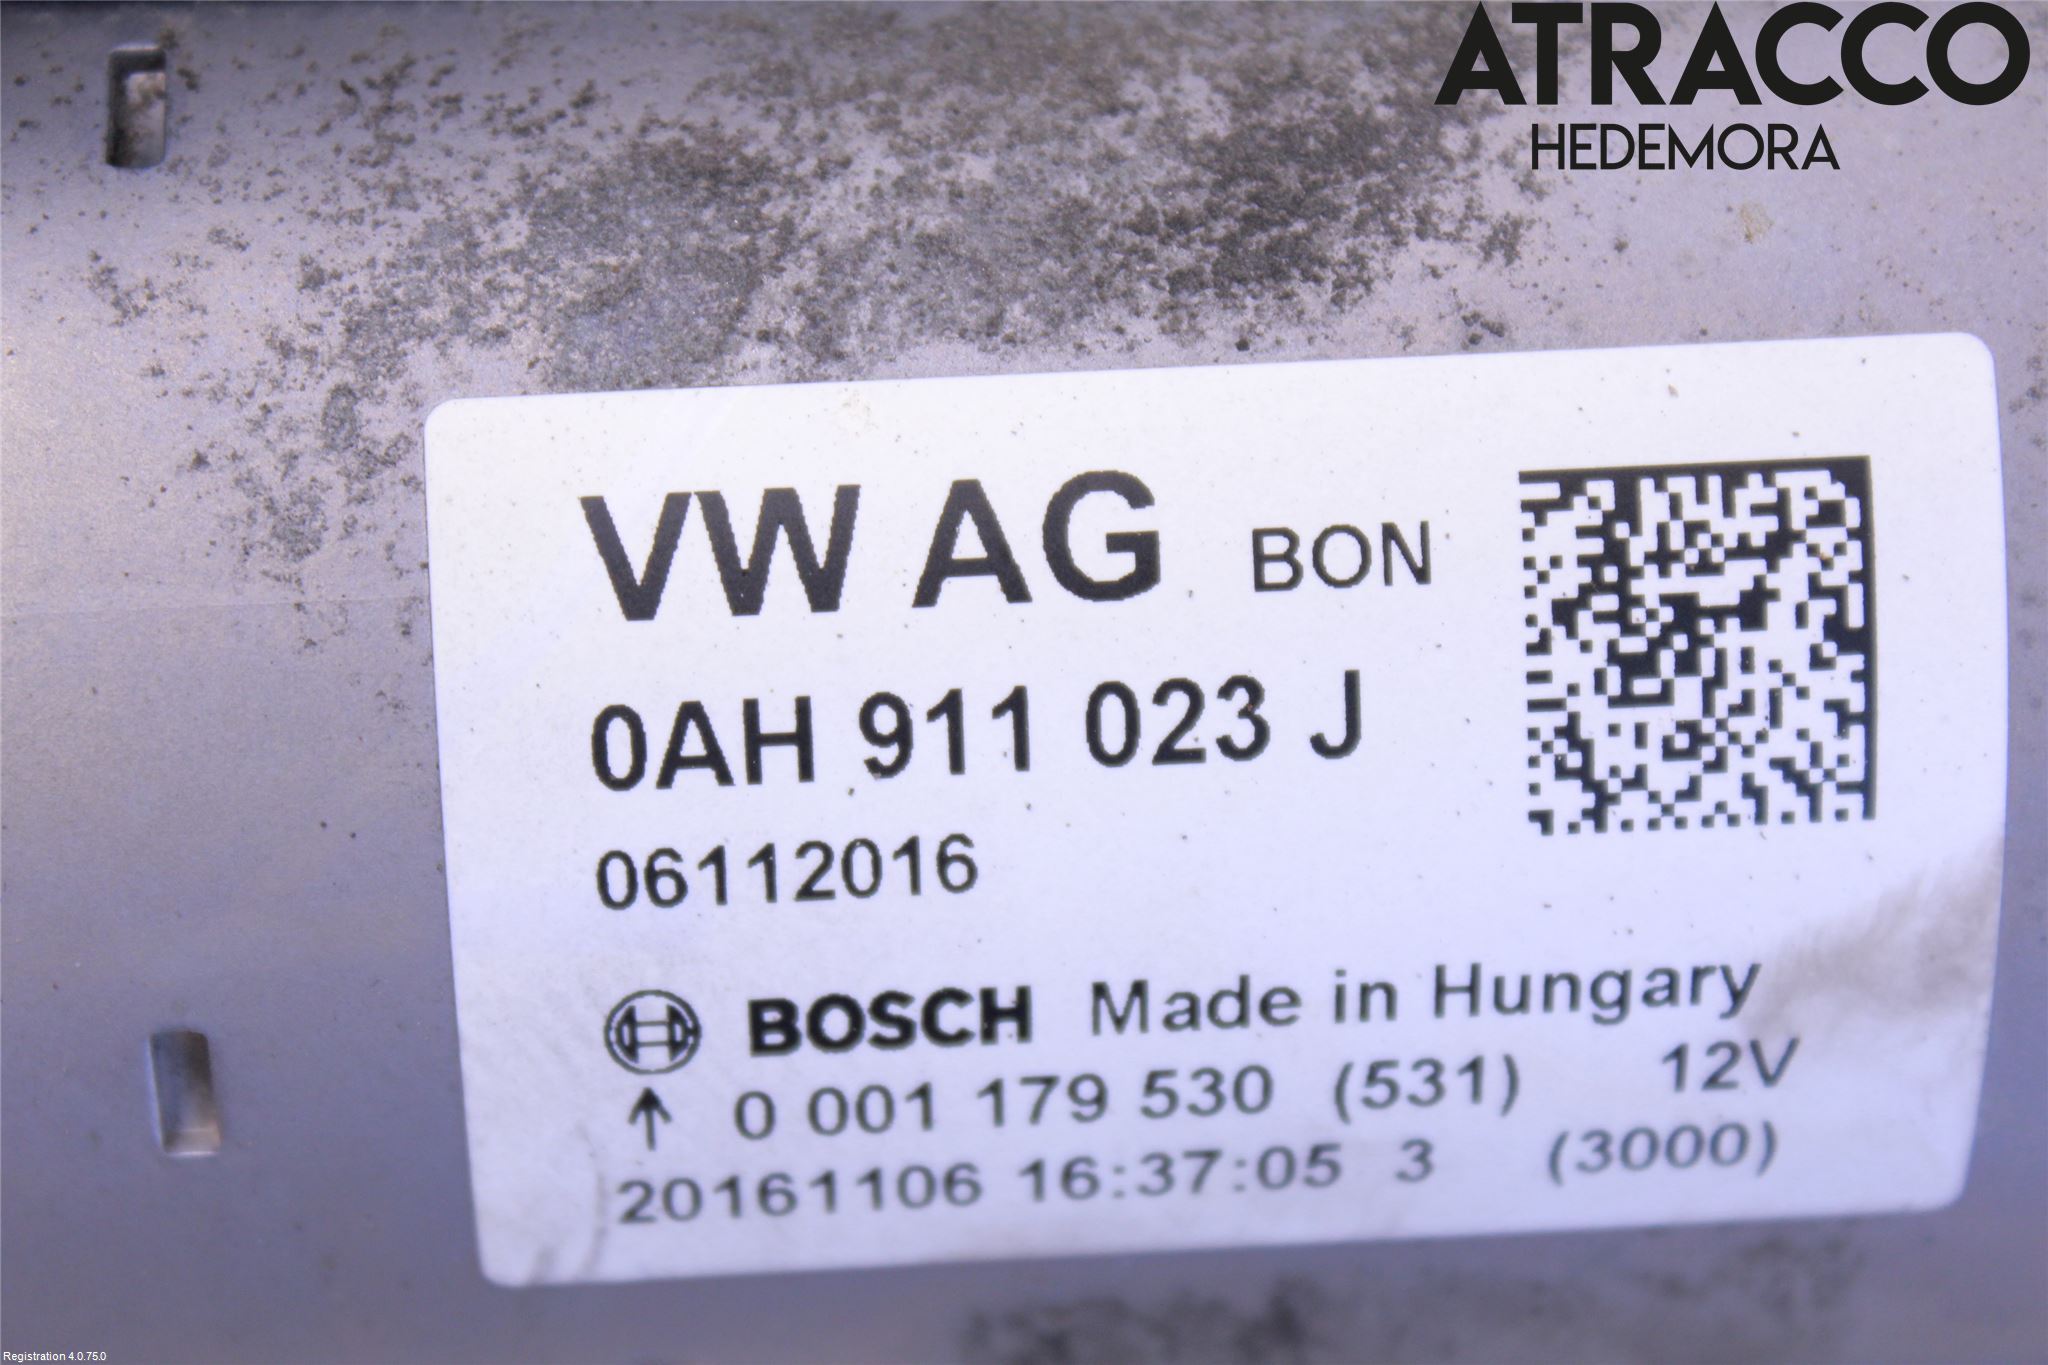 ATRACCO
HEDEMORA
VW AG BON
0AH 911 023 J
06112016
BOSCH Made in Hungary
↑ 0 001 179 530 (531) 12V
20161106 16:37:05 3 (3000)
Registration 4.0.75.0